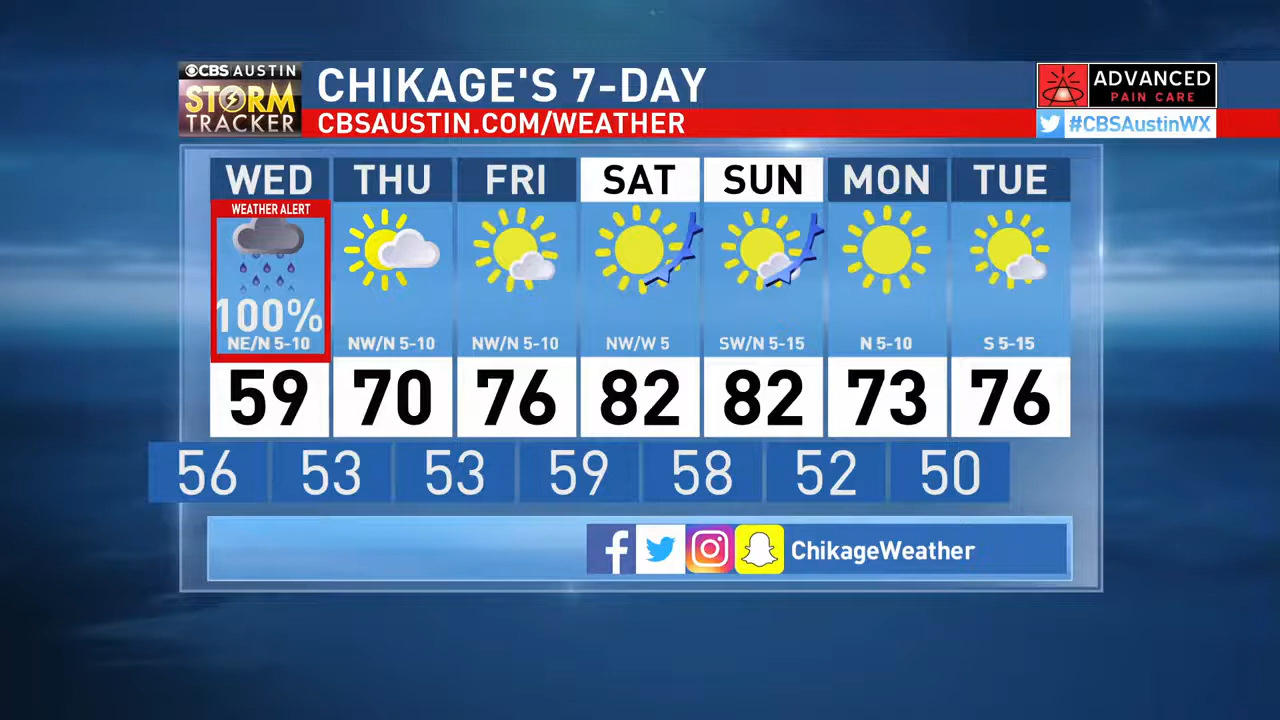 CBS AUSTIN
STORM
TRACKER
CHIKAGE'S 7-DAY
CBSAUSTIN.COM/WEATHER
ADVANCED
PAIN CARE
#CBSAustinWX
WED THU FRI SAT SUN MON TUE
WEATHER ALERT
100%
NE/N 5-10 NW/N 5-10 NW/N 5-10 NW/W 5 SW/N 5-15 N 5-10 S 5-15
59 70 76 82 82 73 76
56 53 53 59 58 52 50
ChikageWeather